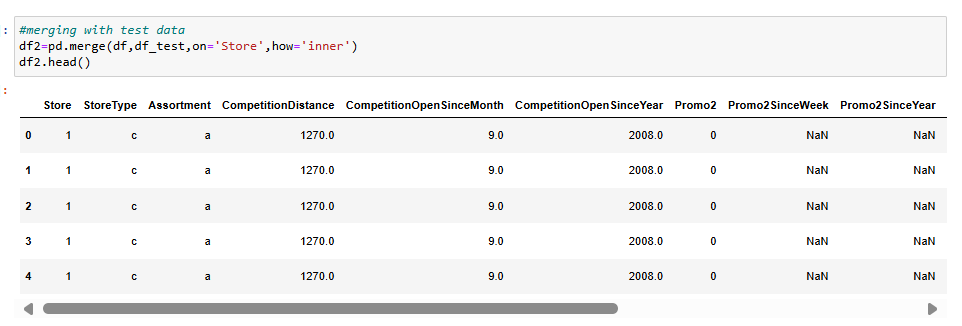 :
#merging with test data
df2=pd.merge(df,df_test,on='Store',how='inner')
df2.head()
:
Store StoreType Assortment CompetitionDistance CompetitionOpenSinceMonth CompetitionOpenSinceYear Promo2 Promo2SinceWeek Promo2SinceYear
0 1 c a 1270.0 9.0 2008.0 0 NaN NaN
1 1 c a 1270.0 9.0 2008.0 0 NaN NaN
2 1 c a 1270.0 9.0 2008.0 0 NaN NaN
3 1 c a 1270.0 9.0 2008.0 0 NaN NaN
4 1 c a 1270.0 9.0 2008.0 0 NaN NaN